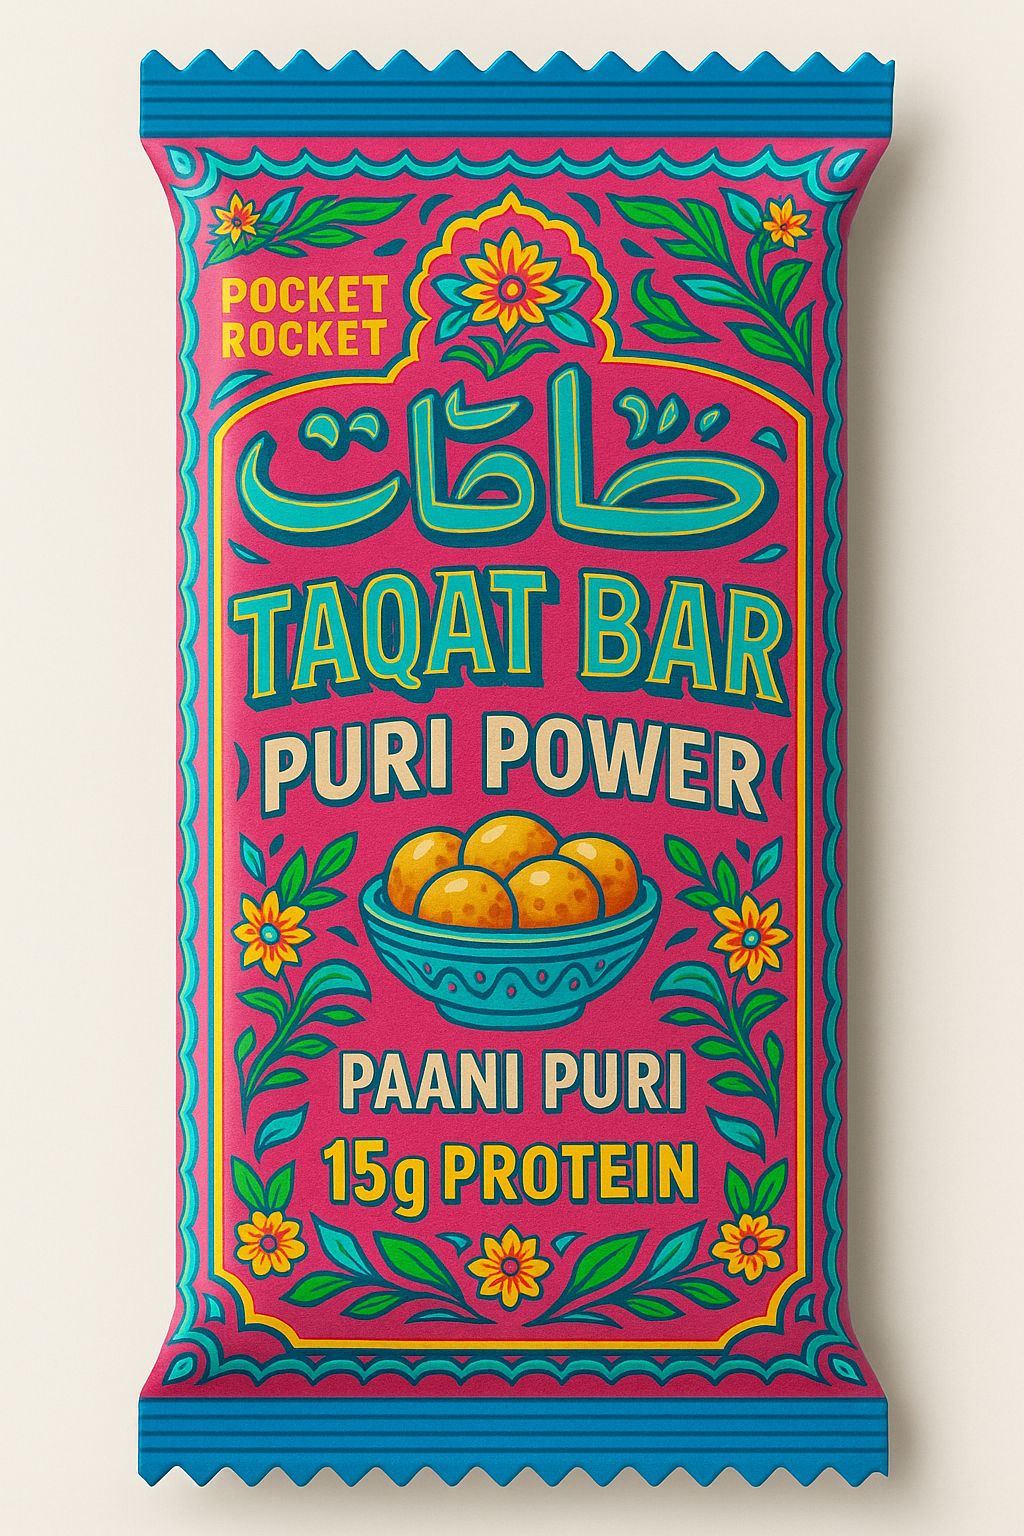 POCKET
ROCKET
TAQAT BAR
PURI POWER
PAANI PURI
15g PROTEIN